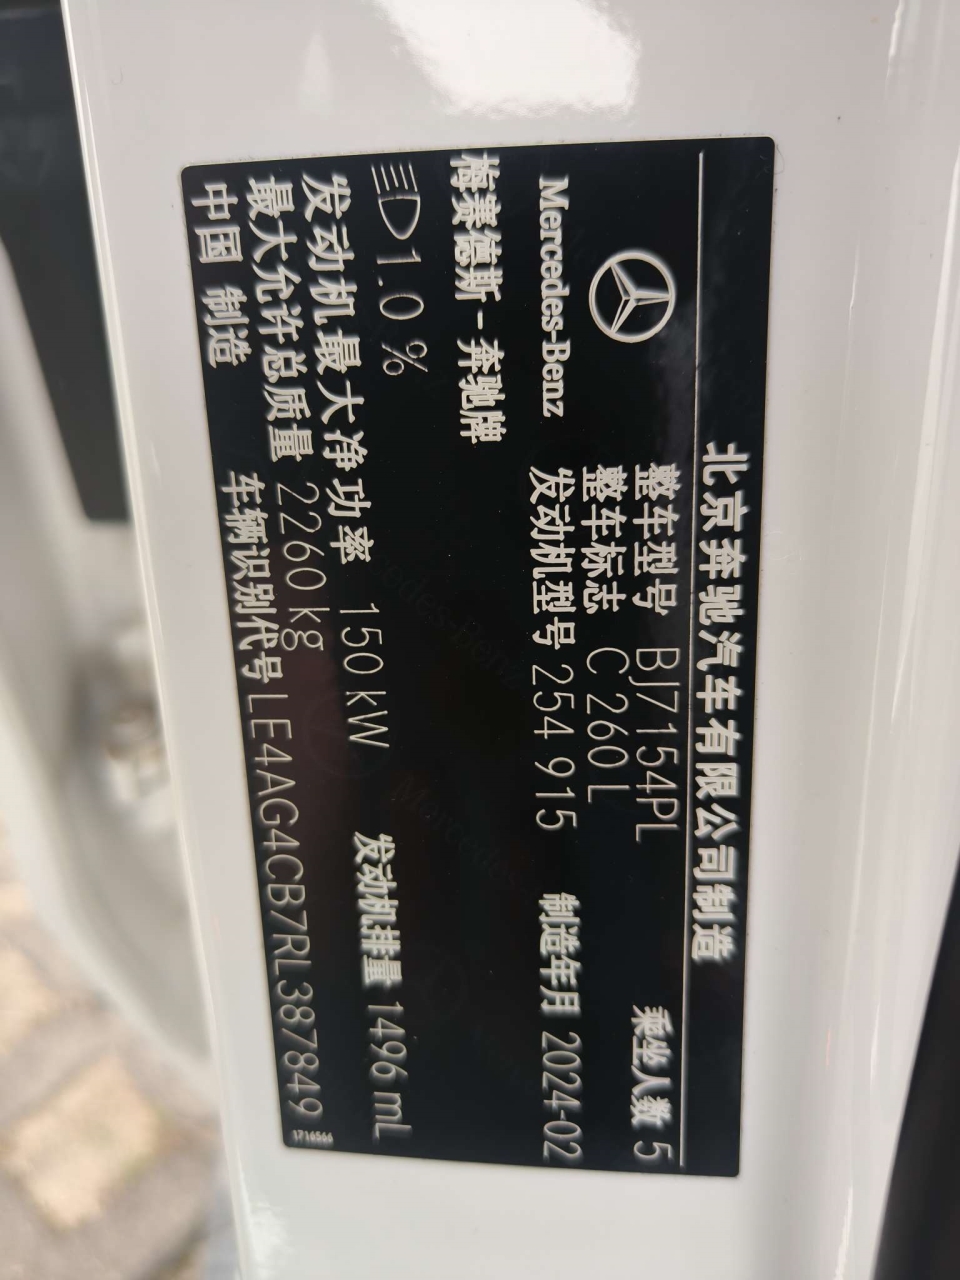 北京奔驰汽车有限公司制造
整车型号 BJ7154PL 乘坐人数 5
整车标志 C 260 L
Mercedes-Benz 发动机型号 254 915 制造年月 2024-02
梅赛德斯-奔驰牌
1.0 %
发动机最大净功率 150 kW 发动机排量 1496 mL
最大允许总质量 2260 kg
中国 制造 车辆识别代号 LE4AG4CB7RL387849
1716566